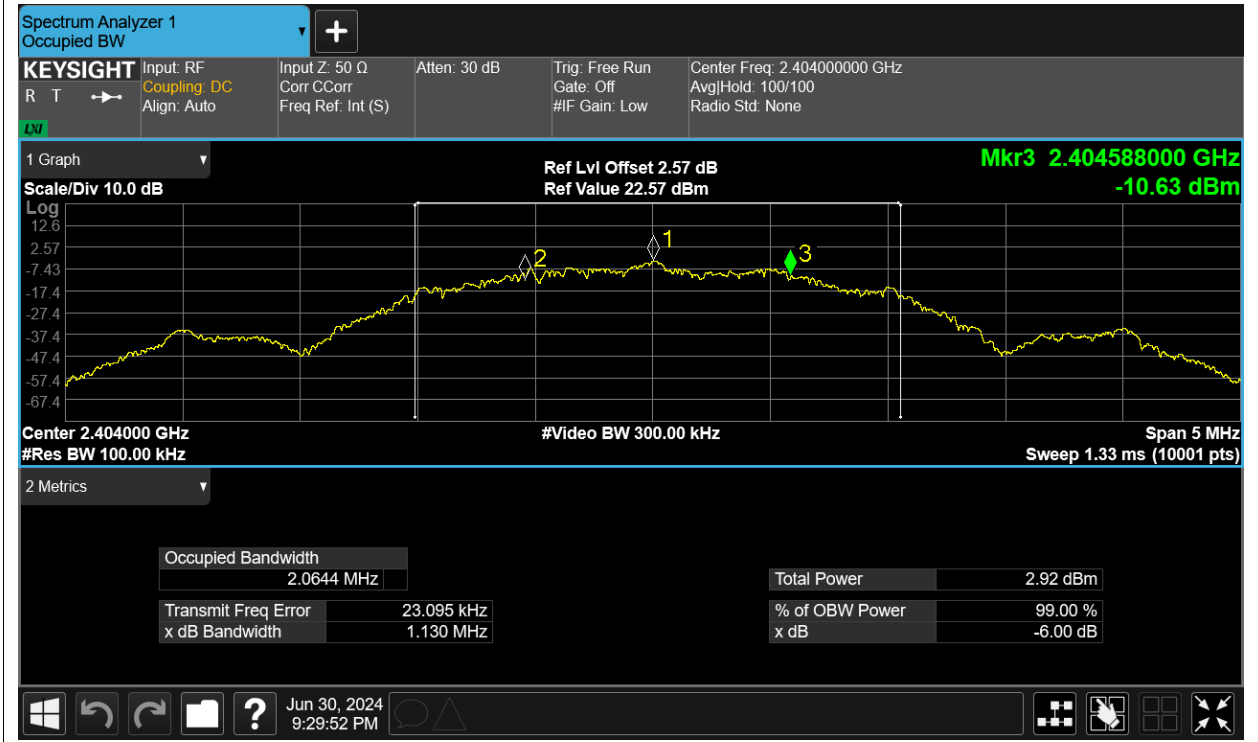 Spectrum Analyzer 1
Occupied BW
KEYSIGHT
R T
LXI
Input: RF
Coupling: DC
Align: Auto
Input Z: 50 Ω
Corr CCorr
Freq Ref: Int (S)
Atten: 30 dB
Trig: Free Run
Gate: Off
#IF Gain: Low
Center Freq: 2.404000000 GHz
Avg|Hold: 100/100
Radio Std: None
1 Graph
Scale/Div 10.0 dB
Ref Lvl Offset 2.57 dB
Ref Value 22.57 dBm
Mkr3 2.404588000 GHz
-10.63 dBm
Log
12.6
2.57
-7.43
-17.4
-27.4
-37.4
-47.4
-57.4
-67.4
2
1
3
Center 2.404000 GHz
#Video BW 300.00 kHz
Span 5 MHz
#Res BW 100.00 kHz
Sweep 1.33 ms (10001 pts)
2 Metrics
Occupied Bandwidth
2.0644 MHz
Transmit Freq Error 23.095 kHz
x dB Bandwidth 1.130 MHz
Total Power 2.92 dBm
% of OBW Power 99.00 %
x dB -6.00 dB
?
Jun 30, 2024
9:29:52 PM